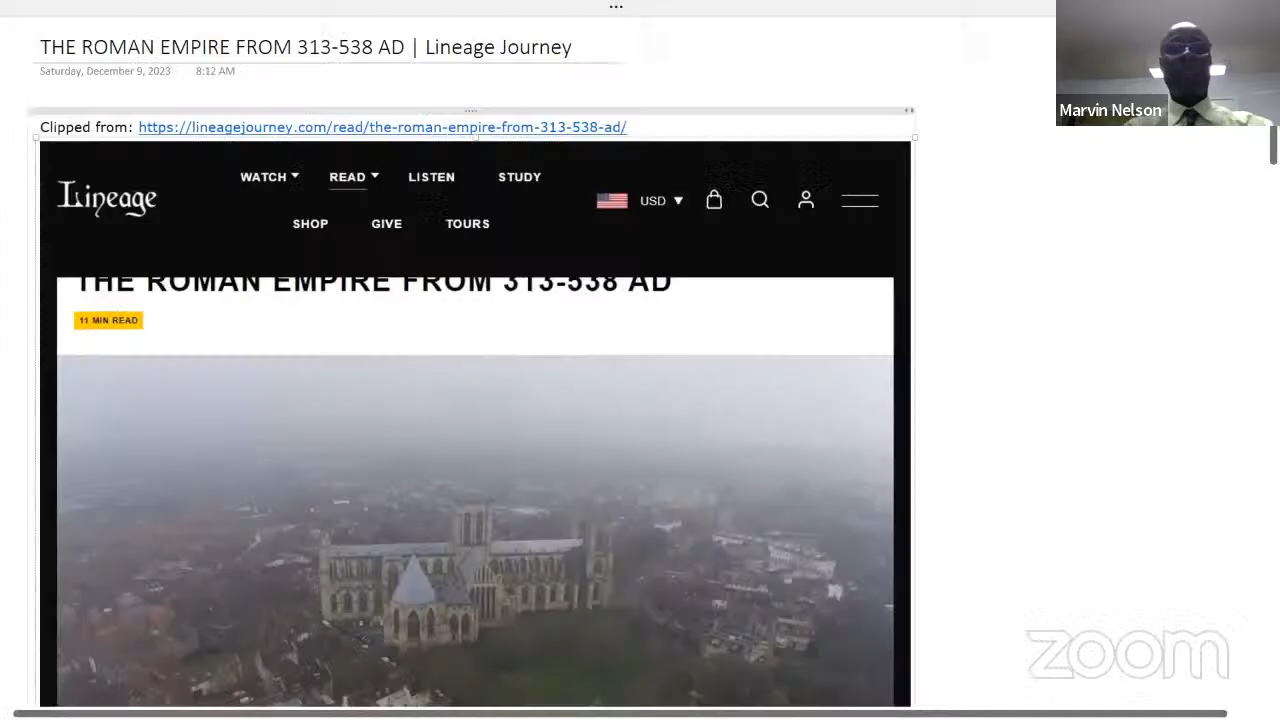 ...
THE ROMAN EMPIRE FROM 313-538 AD | Lineage Journey
Saturday, December 9, 2023 8:12 AM
Clipped from: https://lineagejourney.com/read/the-roman-empire-from-313-538-ad/
Lineage
WATCH READ LISTEN STUDY
USD
SHOP GIVE TOURS
THE ROMAN EMPIRE FROM 313-538 AD
11 MIN READ
Marvin Nelson
zoom